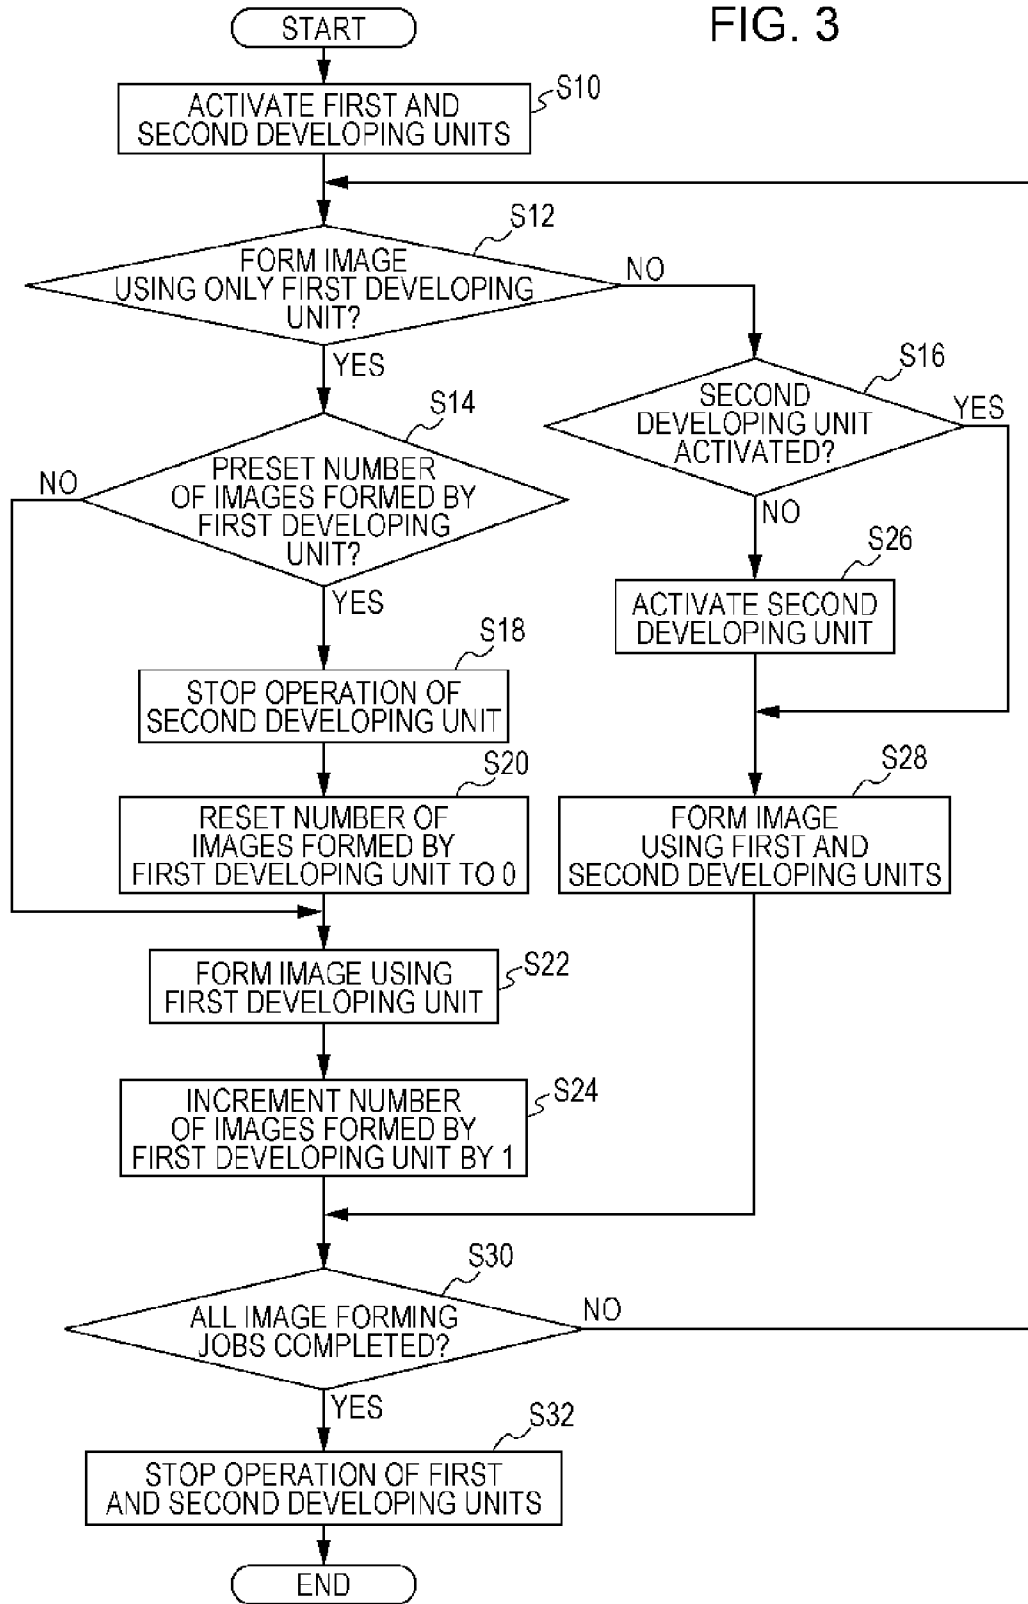 FIG. 3
START
S10
ACTIVATE FIRST AND
SECOND DEVELOPING UNITS
S12
FORM IMAGE
USING ONLY FIRST DEVELOPING
UNIT?
NO
YES
S16
SECOND
DEVELOPING UNIT
ACTIVATED?
YES
NO
S14
PRESET NUMBER
OF IMAGES FORMED BY
FIRST DEVELOPING
UNIT?
NO
YES
S26
ACTIVATE SECOND
DEVELOPING UNIT
S18
STOP OPERATION OF
SECOND DEVELOPING UNIT
S20
RESET NUMBER OF
IMAGES FORMED BY
FIRST DEVELOPING UNIT TO 0
S28
FORM IMAGE
USING FIRST AND
SECOND DEVELOPING UNITS
S22
FORM IMAGE USING
FIRST DEVELOPING UNIT
S24
INCREMENT NUMBER
OF IMAGES FORMED BY
FIRST DEVELOPING UNIT BY 1
S30
ALL IMAGE FORMING
JOBS COMPLETED?
NO
YES
S32
STOP OPERATION OF FIRST
AND SECOND DEVELOPING UNITS
END